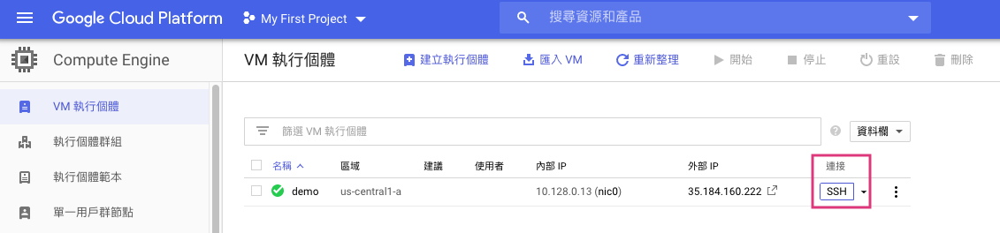 Google Cloud Platform My First Project 搜尋資源和產品
Compute Engine VM 執行個體 建立執行個體 匯入 VM 重新整理 開始 停止 重設 刪除
VM 執行個體
執行個體群組
執行個體範本
單一用戶群節點
篩選 VM 執行個體 ? 資料欄
名稱 區域 建議 使用者 內部 IP 外部 IP 連接
demo us-central1-a 10.128.0.13 (nic0) 35.184.160.222 SSH